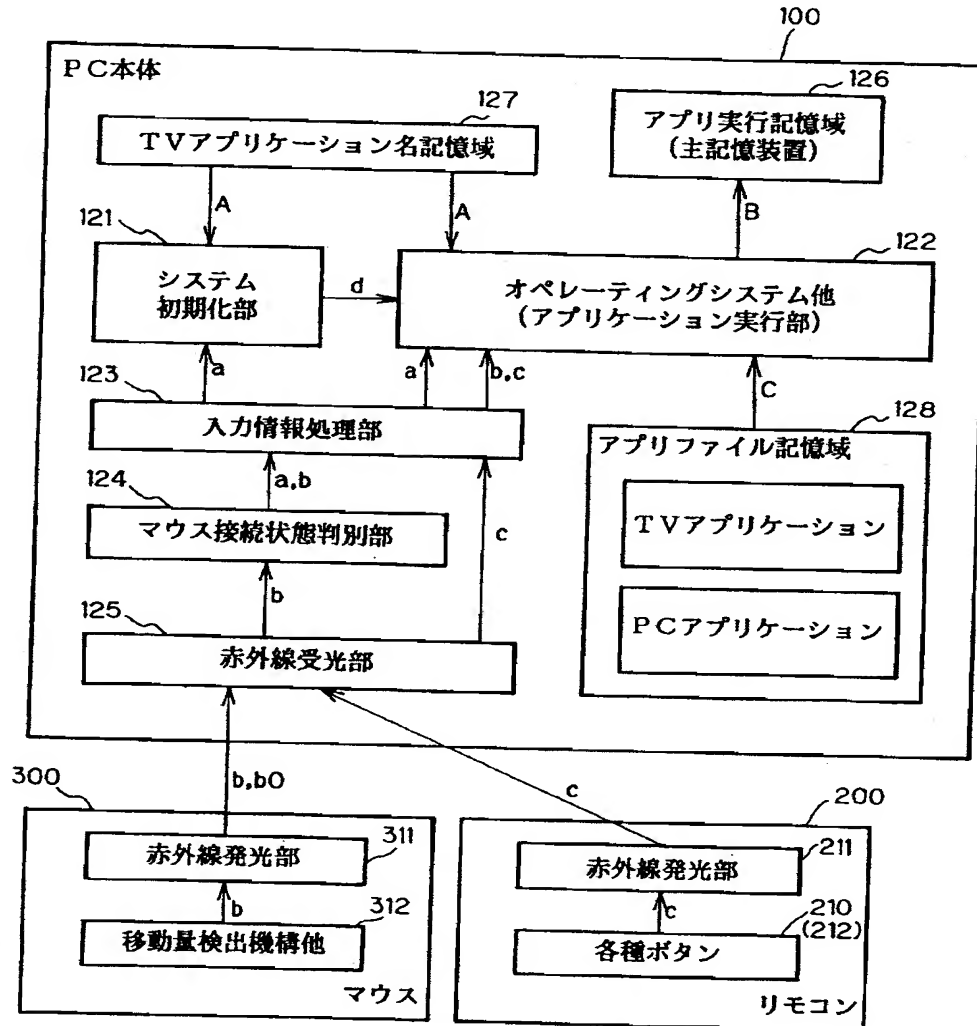 100
PC本体
126
127
アプリ実行記憶域
(主記憶装置)
TVアプリケーション名記憶域
A
A
B
121
122
システム
初期化部
d
オペレーティングシステム他
(アプリケーション実行部)
a
a
b,c
C
123
128
入力情報処理部
アプリファイル記憶域
124
a,b
c
TVアプリケーション
マウス接続状態判別部
b
PCアプリケーション
125
赤外線受光部
300
b,b0
c
200
赤外線発光部
311
赤外線発光部
211
b
312
c
210
(212)
移動量検出機構他
各種ボタン
マウス
リモコン